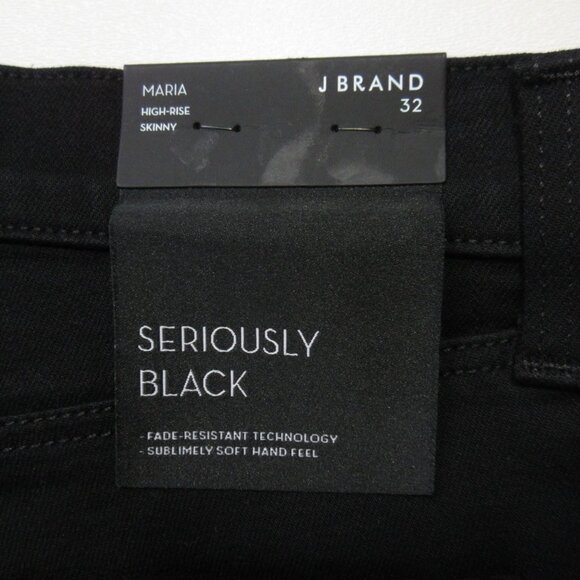 MARIA
HIGH-RISE
SKINNY
J BRAND
32
SERIOUSLY
BLACK
- FADE-RESISTANT TECHNOLOGY
- SUBLIMELY SOFT HAND FEEL